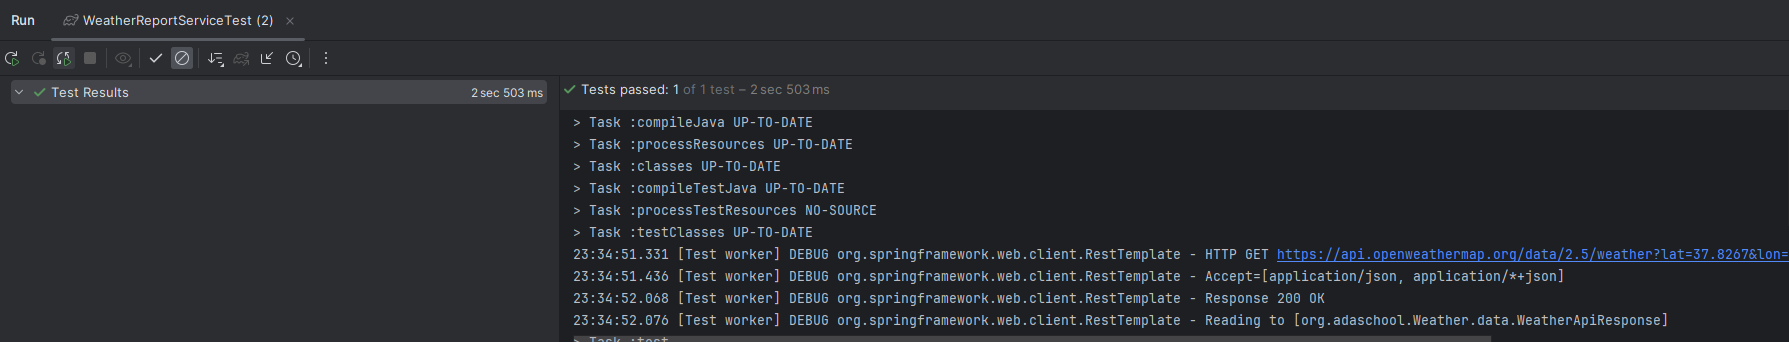 Run WeatherReportServiceTest (2)
Test Results 2 sec 503 ms
Tests passed: 1 of 1 test – 2 sec 503 ms
> Task :compileJava UP-TO-DATE
> Task :processResources UP-TO-DATE
> Task :classes UP-TO-DATE
> Task :compileTestJava UP-TO-DATE
> Task :processTestResources NO-SOURCE
> Task :testClasses UP-TO-DATE
23:34:51.331 [Test worker] DEBUG org.springframework.web.client.RestTemplate - HTTP GET https://api.openweathermap.org/data/2.5/weather?lat=37.8267&lon=
23:34:51.436 [Test worker] DEBUG org.springframework.web.client.RestTemplate - Accept=[application/json, application/*+json]
23:34:52.068 [Test worker] DEBUG org.springframework.web.client.RestTemplate - Response 200 OK
23:34:52.076 [Test worker] DEBUG org.springframework.web.client.RestTemplate - Reading to [org.adaschool.Weather.data.WeatherApiResponse]
> Task :test